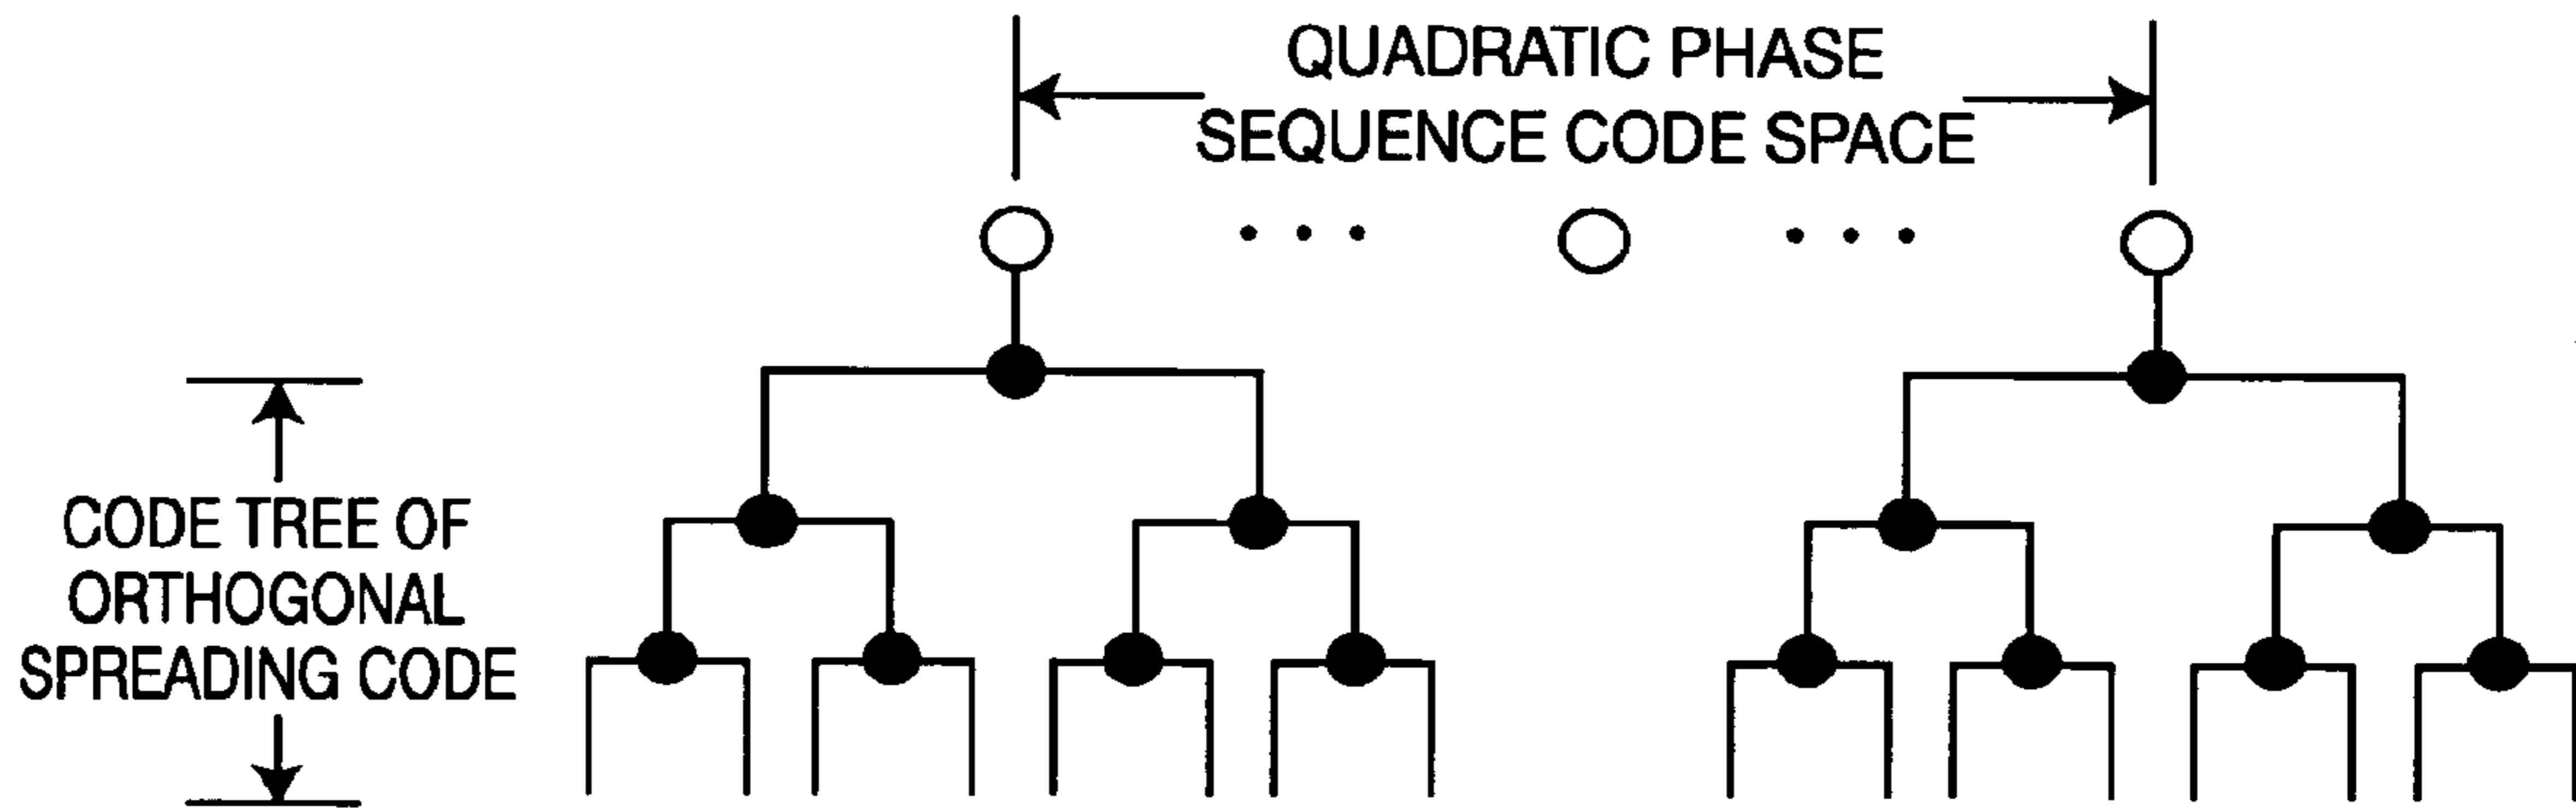 QUADRATIC PHASE
SEQUENCE CODE SPACE
CODE TREE OF
ORTHOGONAL
SPREADING CODE